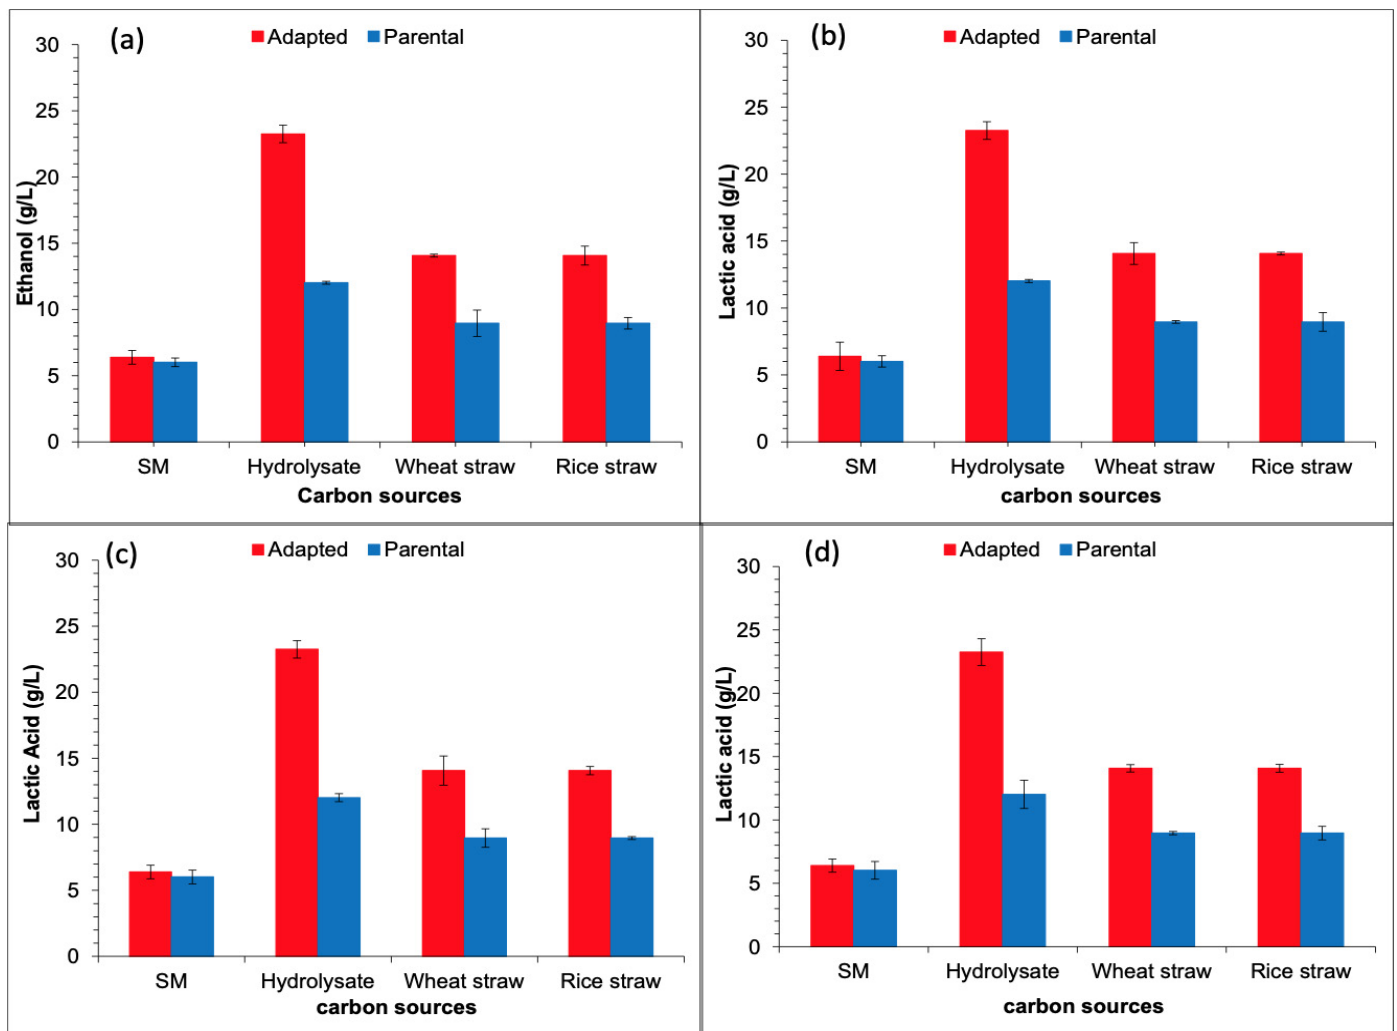 (a)
Adapted Parental
30
25
20
15
10
5
0
Ethanol (g/L)
SM Hydrolysate Wheat straw Rice straw
Carbon sources
(b)
Adapted Parental
30
25
20
15
10
5
0
Lactic acid (g/L)
SM Hydrolysate Wheat straw Rice straw
carbon sources
(c)
Adapted Parental
30
25
20
15
10
5
0
Lactic Acid (g/L)
SM Hydrolysate Wheat straw Rice straw
carbon sources
(d)
Adapted Parental
30
25
20
15
10
5
0
Lactic acid (g/L)
SM Hydrolysate Wheat straw Rice straw
carbon sources